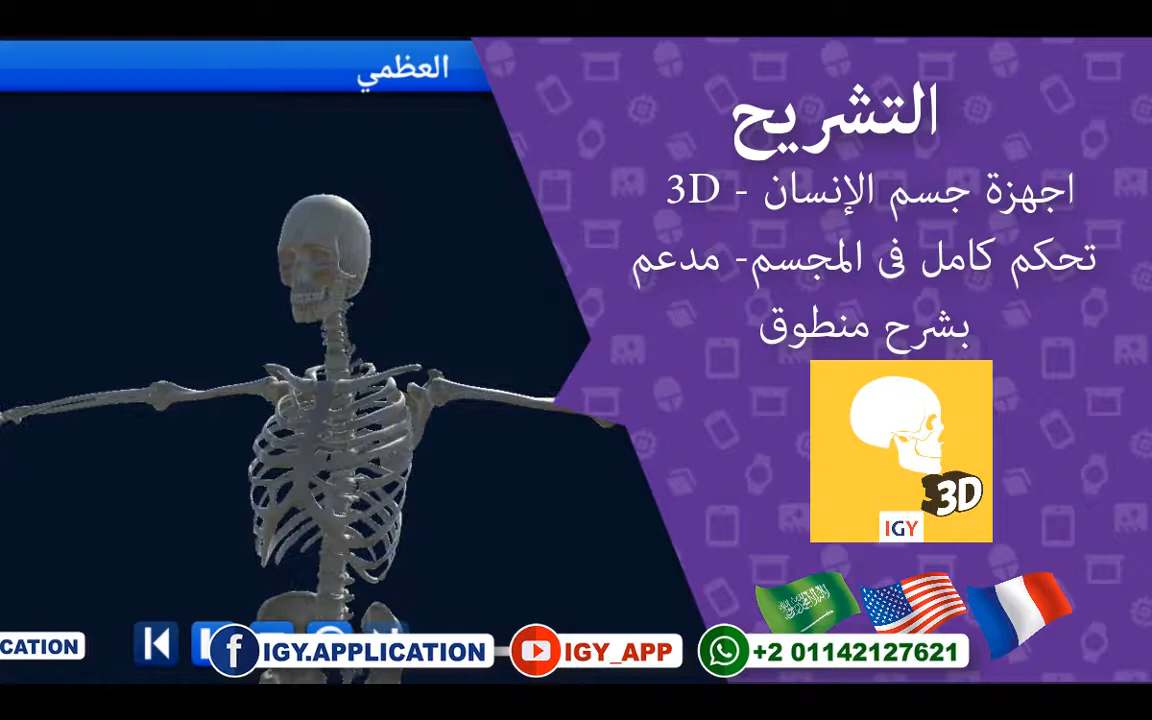 العظمي
التشريح
اجهزة جسم الإنسان - 3D
تحكم كامل فى المجسم- مدعم
بشرح منطوق
3D
IGY
CATION
IGY.APPLICATION
IGY_APP
+2 01142127621